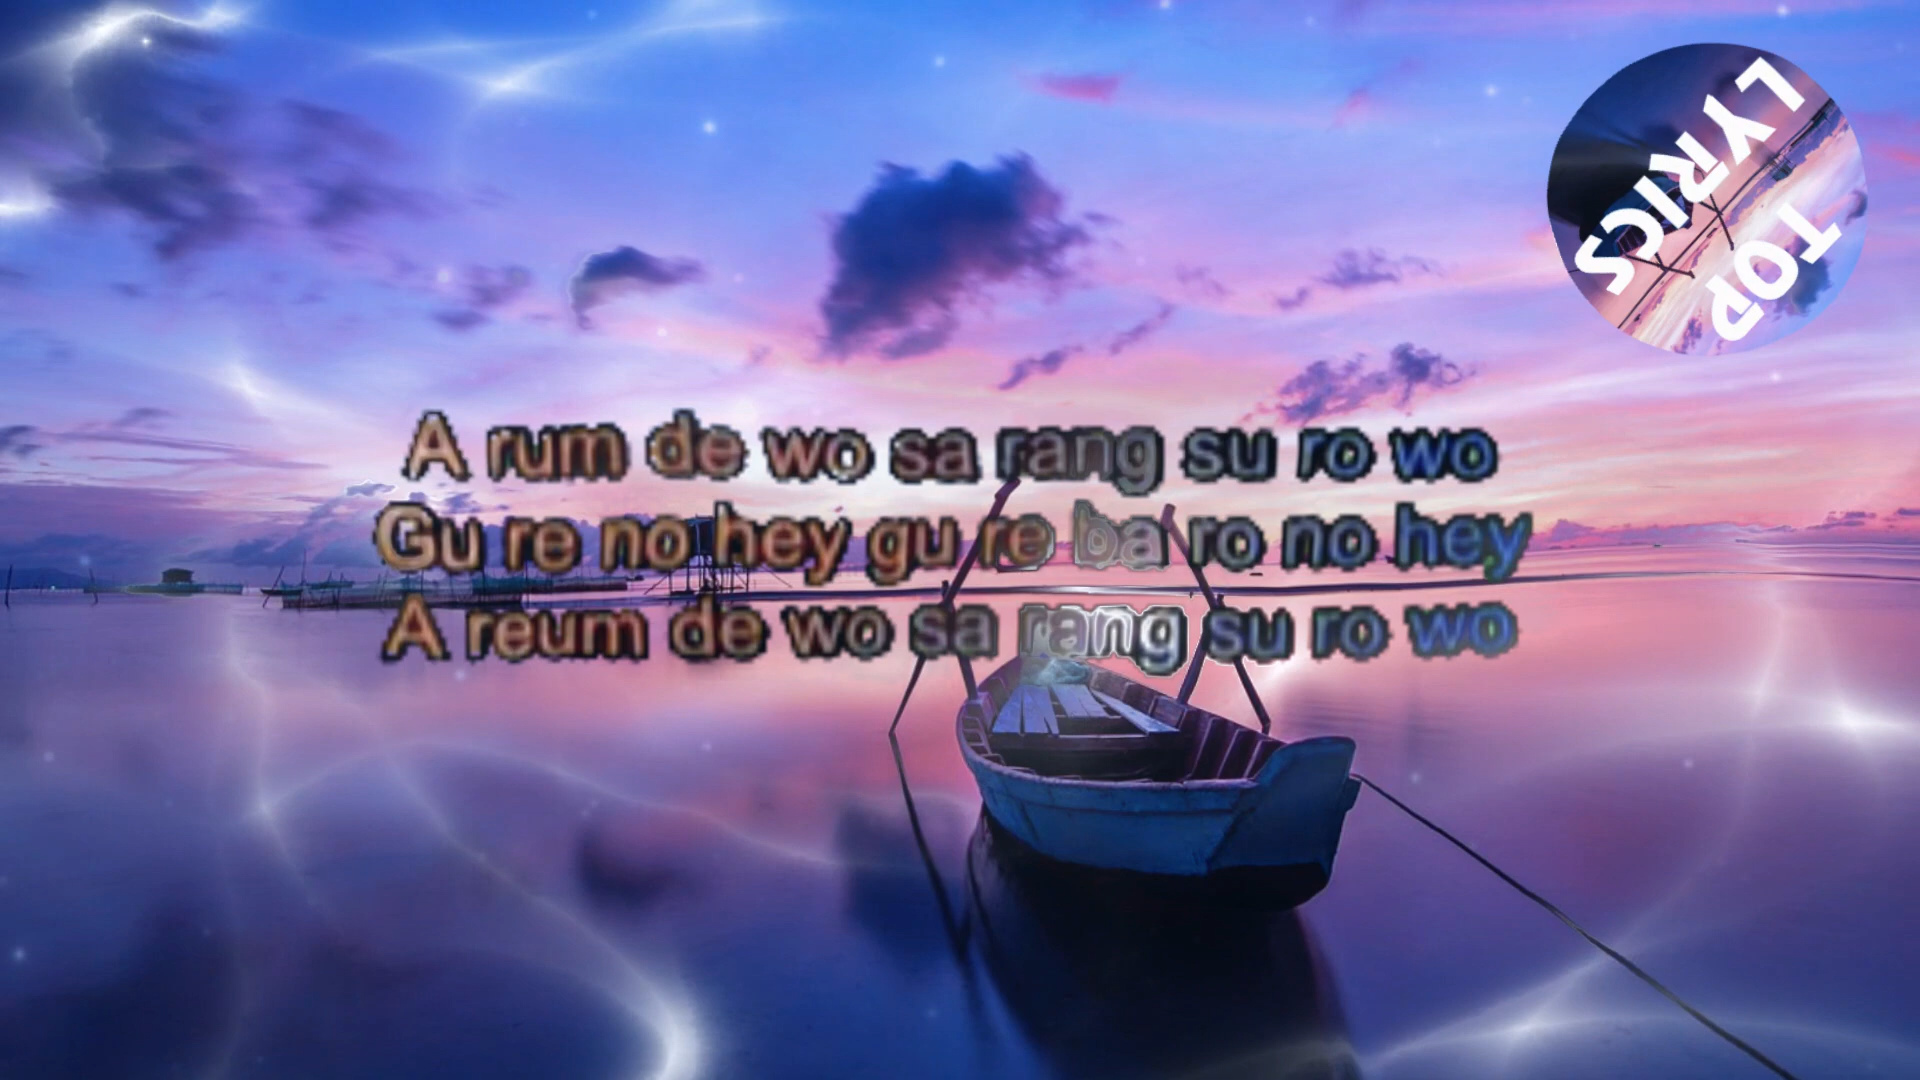 TOP
LYRICS
A rum de wo sa rang su ro wo
Gu re no hey gu re ba ro no hey
A reum de wo sa rang su ro wo